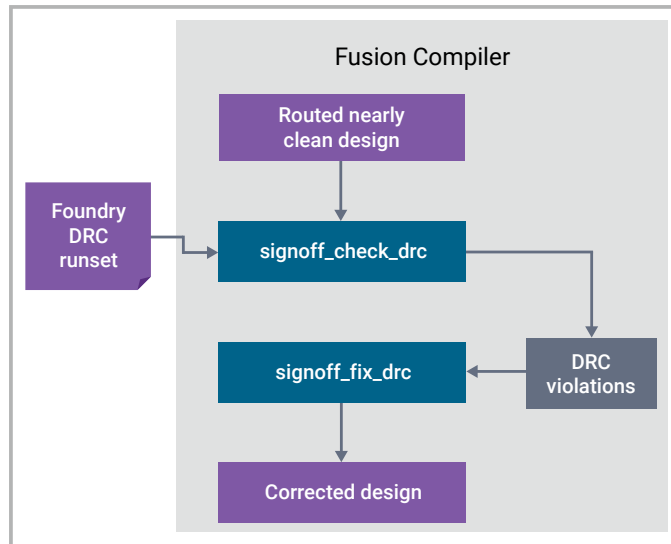 Fusion Compiler
Routed nearly
clean design
Foundry
DRC
runset
signoff_check_drc
signoff_fix_drc
DRC
violations
Corrected design